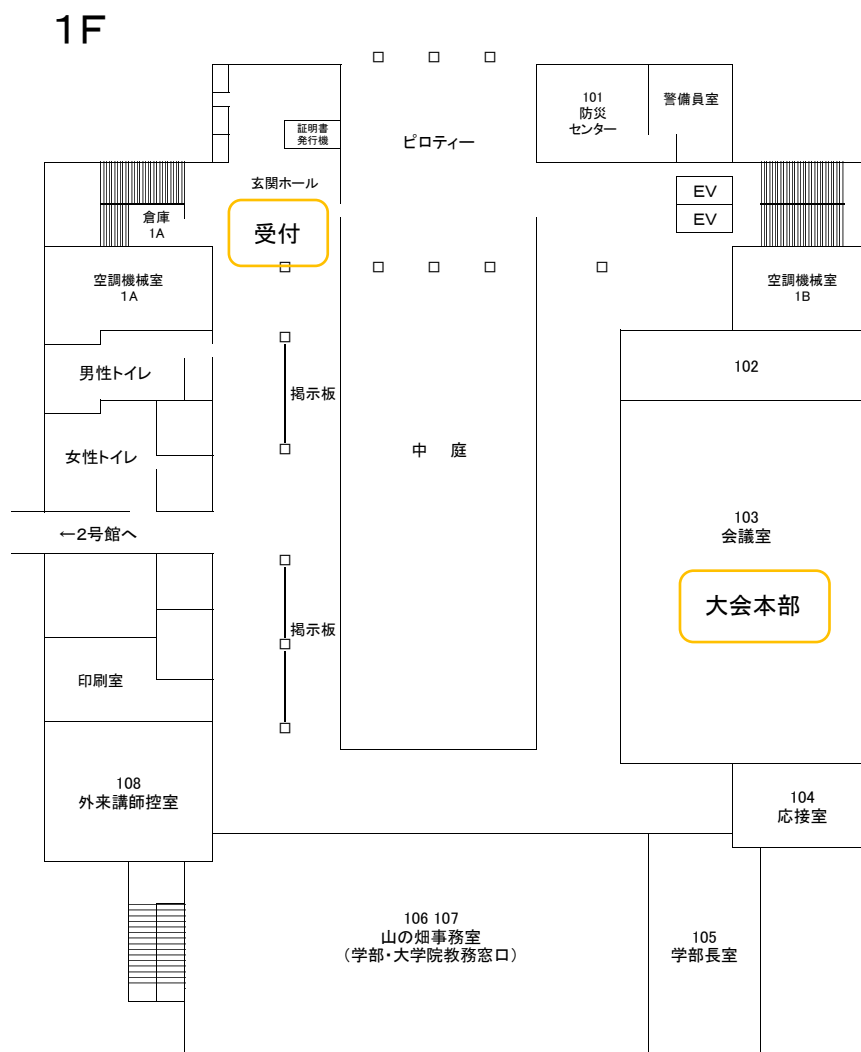 1F
101
防災
センター
警備員室
証明書
発行機
ピロティー
玄関ホール
EV
EV
倉庫
1A
受付
空調機械室
1A
空調機械室
1B
男性トイレ
掲示板
102
女性トイレ
中 庭
103
会議室
←2号館へ
大会本部
掲示板
印刷室
108
外来講師控室
104
応接室
106 107
山の畑事務室
(学部・大学院教務窓口)
105
学部長室